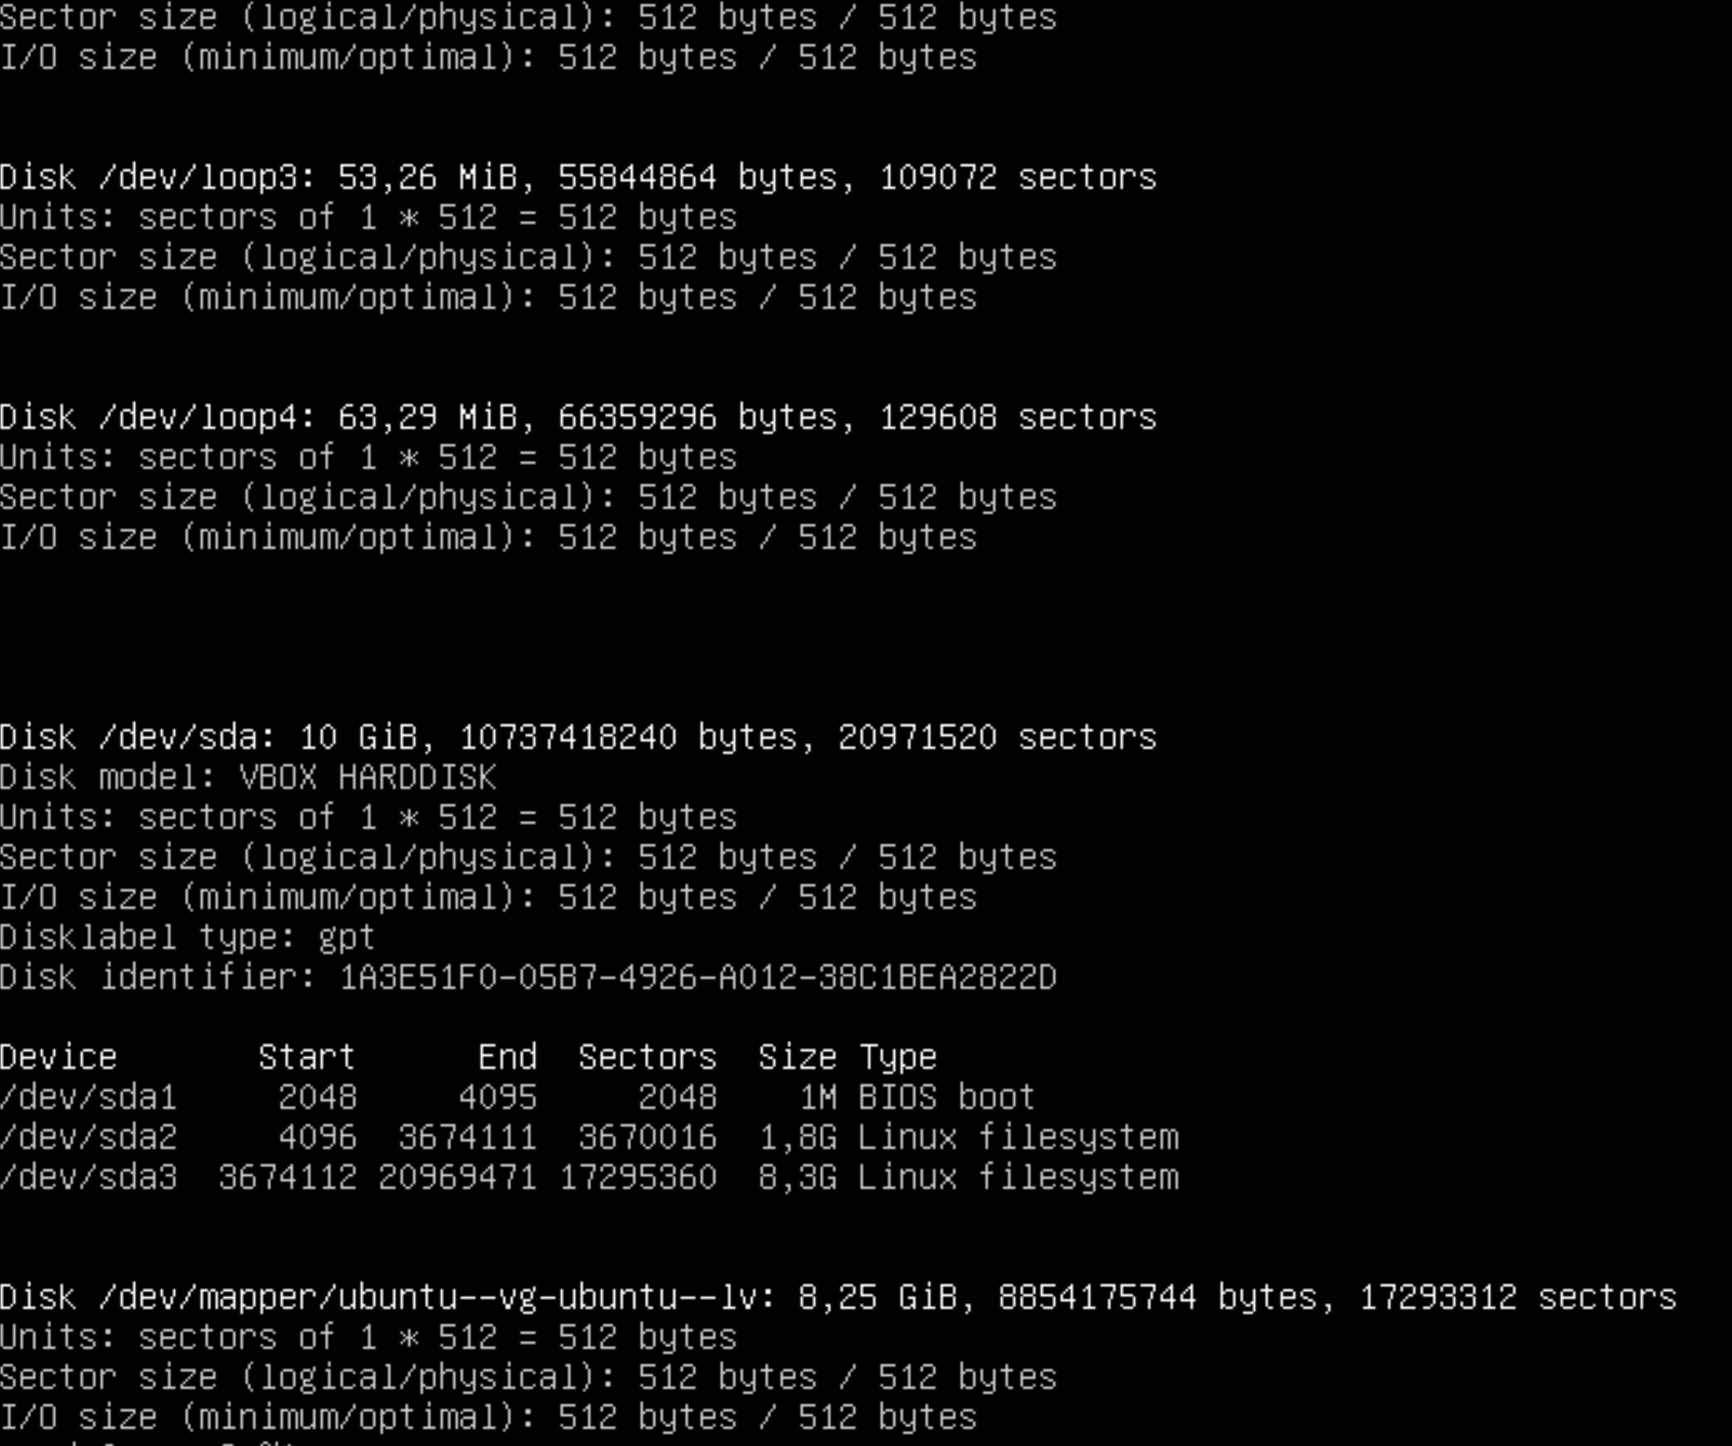 Sector size (logical/physical): 512 bytes / 512 bytes
I/O size (minimum/optimal): 512 bytes / 512 bytes
Disk /dev/loop3: 53,26 MiB, 55844864 bytes, 109072 sectors
Units: sectors of 1 * 512 = 512 bytes
Sector size (logical/physical): 512 bytes / 512 bytes
I/O size (minimum/optimal): 512 bytes / 512 bytes
Disk /dev/loop4: 63,29 MiB, 66359296 bytes, 129608 sectors
Units: sectors of 1 * 512 = 512 bytes
Sector size (logical/physical): 512 bytes / 512 bytes
I/O size (minimum/optimal): 512 bytes / 512 bytes
Disk /dev/sda: 10 GiB, 10737418240 bytes, 20971520 sectors
Disk model: VBOX HARDDISK
Units: sectors of 1 * 512 = 512 bytes
Sector size (logical/physical): 512 bytes / 512 bytes
I/O size (minimum/optimal): 512 bytes / 512 bytes
Disklabel type: gpt
Disk identifier: 1A3E51F0-05B7-4926-A012-38C1BEA2822D
Device Start End Sectors Size Type
/dev/sda1 2048 4095 2048 1M BIOS boot
/dev/sda2 4096 3674111 3670016 1,8G Linux filesystem
/dev/sda3 3674112 20969471 17295360 8,3G Linux filesystem
Disk /dev/mapper/ubuntu--vg-ubuntu--lv: 8,25 GiB, 8854175744 bytes, 17293312 sectors
Units: sectors of 1 * 512 = 512 bytes
Sector size (logical/physical): 512 bytes / 512 bytes
I/O size (minimum/optimal): 512 bytes / 512 bytes